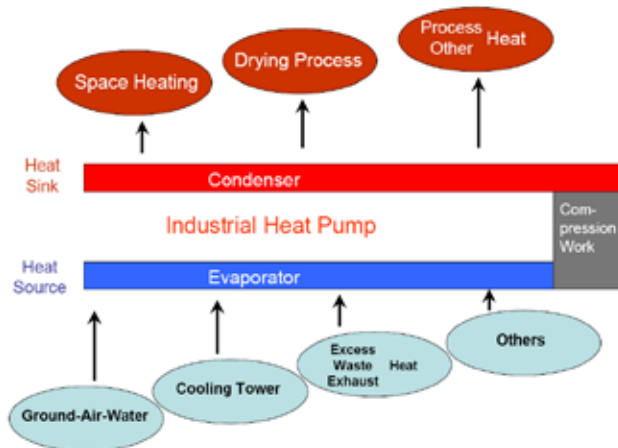 Space Heating
Drying Process
Process
Other
Heat
Heat
Sink
Condenser
Industrial Heat Pump
Com-
pression
Work
Heat
Source
Evaporator
Ground-Air-Water
Cooling Tower
Excess
Waste
Exhaust
Heat
Others